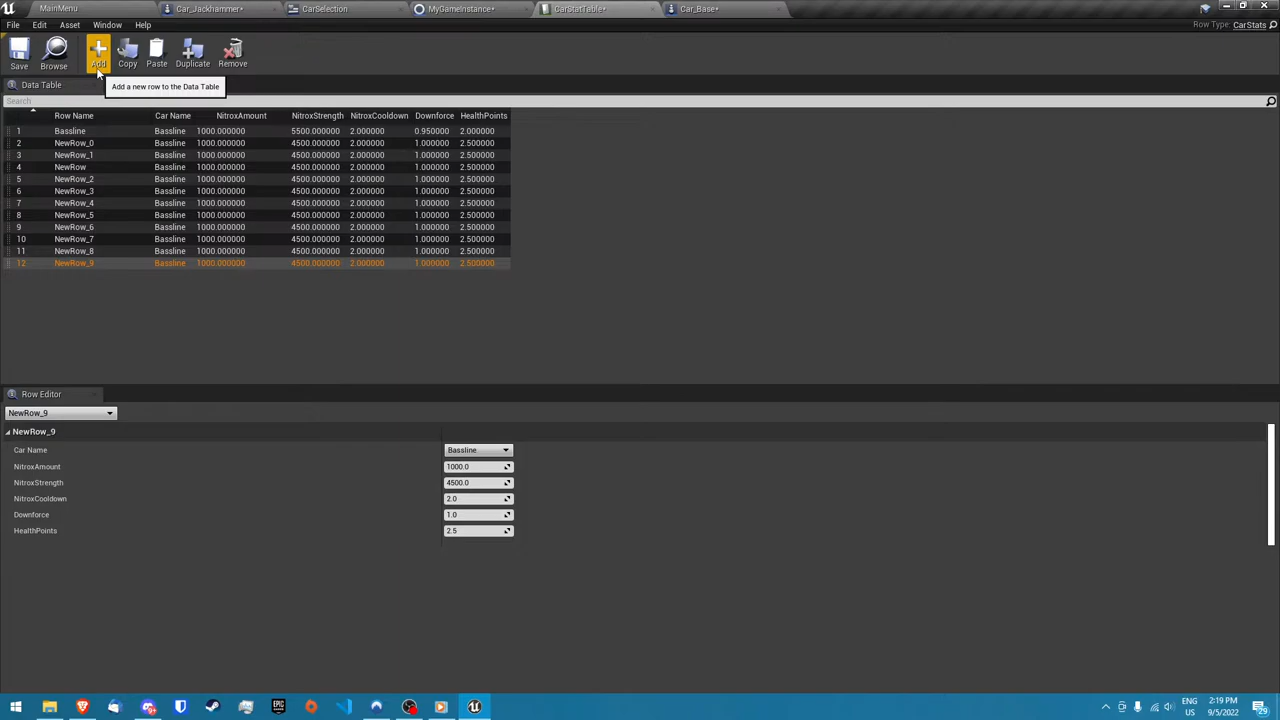 MainMenu Car_Jackhammer* CarSelection MyGameInstance* CarStatTable* Car_Base*
File Edit Asset Window Help Row Type: CarStats
Save Browse Add Copy Paste Duplicate Remove
Data Table Add a new row to the Data Table
Search
Row Name Car Name NitroxAmount NitroxStrength NitroxCooldown Downforce HealthPoints
1 Bassline Bassline 1000.000000 5500.000000 2.000000 0.950000 2.000000
2 NewRow_0 Bassline 1000.000000 4500.000000 2.000000 1.000000 2.500000
3 NewRow_1 Bassline 1000.000000 4500.000000 2.000000 1.000000 2.500000
4 NewRow Bassline 1000.000000 4500.000000 2.000000 1.000000 2.500000
5 NewRow_2 Bassline 1000.000000 4500.000000 2.000000 1.000000 2.500000
6 NewRow_3 Bassline 1000.000000 4500.000000 2.000000 1.000000 2.500000
7 NewRow_4 Bassline 1000.000000 4500.000000 2.000000 1.000000 2.500000
8 NewRow_5 Bassline 1000.000000 4500.000000 2.000000 1.000000 2.500000
9 NewRow_6 Bassline 1000.000000 4500.000000 2.000000 1.000000 2.500000
10 NewRow_7 Bassline 1000.000000 4500.000000 2.000000 1.000000 2.500000
11 NewRow_8 Bassline 1000.000000 4500.000000 2.000000 1.000000 2.500000
12 NewRow_9 Bassline 1000.000000 4500.000000 2.000000 1.000000 2.500000
Row Editor
NewRow_9
NewRow_9
Car Name Bassline
NitroxAmount 1000.0
NitroxStrength 4500.0
NitroxCooldown 2.0
Downforce 1.0
HealthPoints 2.5
EPIC GAMES
ENG 2:19 PM
US 9/5/2022 29